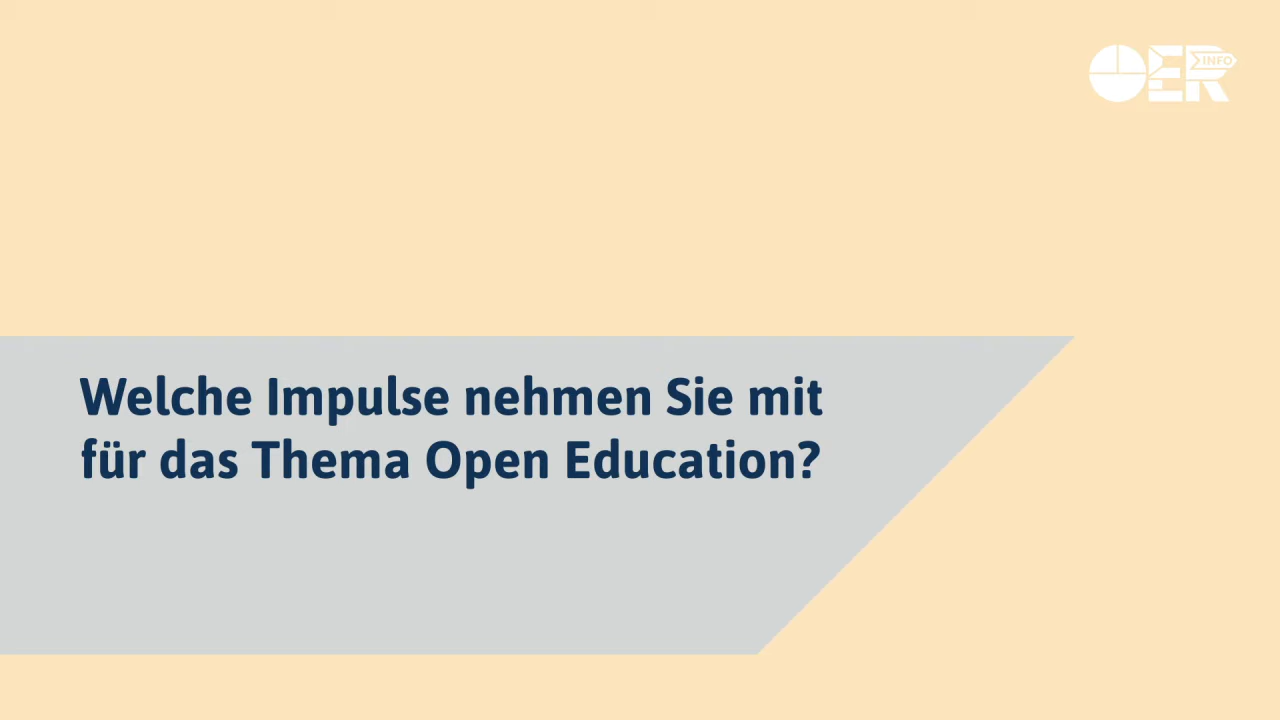 OER INFO
Welche Impulse nehmen Sie mit
für das Thema Open Education?